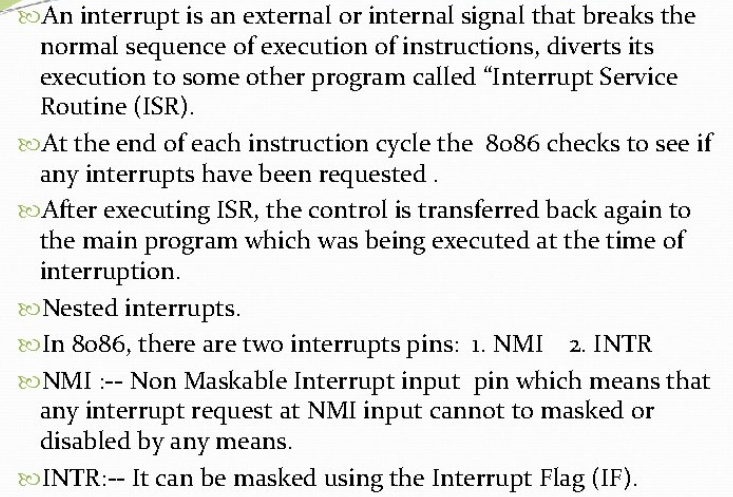 An interrupt is an external or internal signal that breaks the
normal sequence of execution of instructions, diverts its
execution to some other program called “Interrupt Service
Routine (ISR).
At the end of each instruction cycle the 8086 checks to see if
any interrupts have been requested .
After executing ISR, the control is transferred back again to
the main program which was being executed at the time of
interruption.
Nested interrupts.
In 8086, there are two interrupts pins: 1. NMI 2. INTR
NMI :-- Non Maskable Interrupt input pin which means that
any interrupt request at NMI input cannot to masked or
disabled by any means.
INTR:-- It can be masked using the Interrupt Flag (IF).